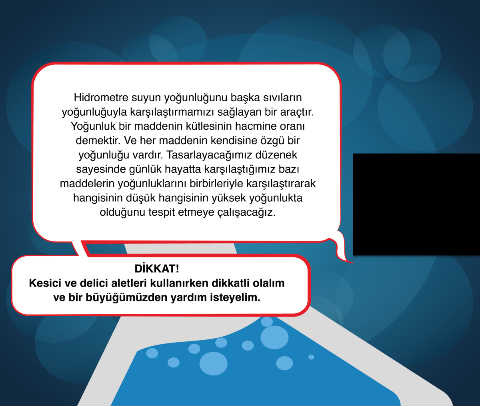 Hidrometre suyun yoğunluğunu başka sıvıların
yoğunluğuyla karşılaştırmamızı sağlayan bir araçtır.
Yoğunluk bir maddenin kütlesinin hacmine oranı
demektir. Ve her maddenin kendisine özgü bir
yoğunluğu vardır. Tasarlayacağımız düzenek
sayesinde günlük hayatta karşılaştığımız bazı
maddelerin yoğunluklarını birbirleriyle karşılaştırarak
hangisinin düşük hangisinin yüksek yoğunlukta
olduğunu tespit etmeye çalışacağız.
DİKKAT!
Kesici ve delici aletleri kullanırken dikkatli olalım
ve bir büyüğümüzden yardım isteyelim.